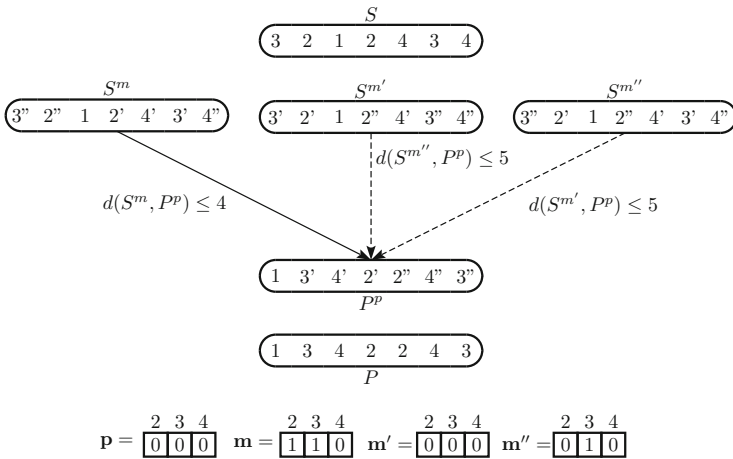 S
3 2 1 2 4 3 4
S^m S^{m'} S^{m''}
3" 2" 1 2' 4' 3' 4" 3' 2' 1 2" 4' 3" 4" 3" 2' 1 2" 4' 3' 4"
d(S^{m''}, P^p) ≤ 5
d(S^m, P^p) ≤ 4 d(S^{m'}, P^p) ≤ 5
1 3' 4' 2' 2" 4" 3"
P^p
1 3 4 2 2 4 3
P
2 3 4 2 3 4 2 3 4 2 3 4
p = 0 0 0 m = 1 1 0 m' = 0 0 0 m'' = 0 1 0